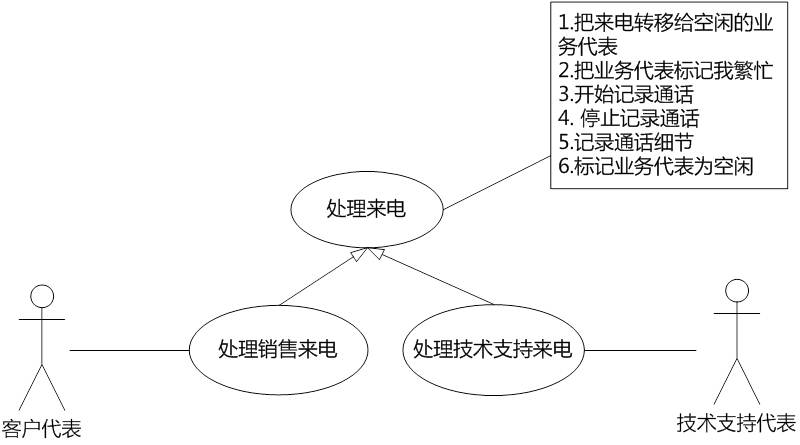 1.把来电转移给空闲的业
务代表
2.把业务代表标记我繁忙
3.开始记录通话
4. 停止记录通话
5.记录通话细节
6.标记业务代表为空闲
处理来电
处理销售来电
处理技术支持来电
客户代表
技术支持代表